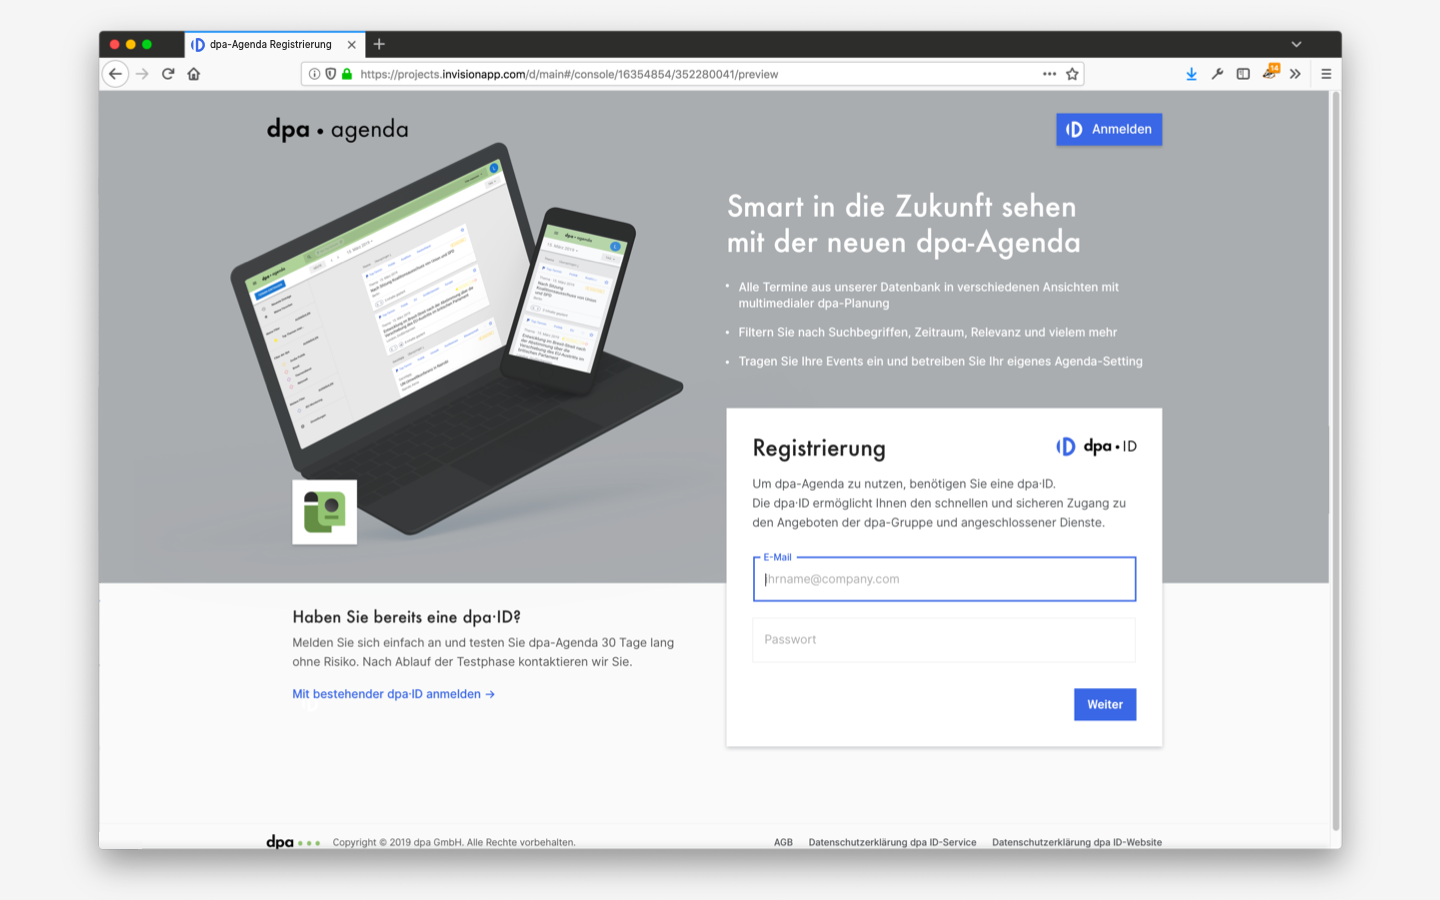 dpa-Agenda Registrierung
https://projects.invisionapp.com/d/main#/console/16354854/352280041/preview
14
dpa • agenda
Anmelden
Smart in die Zukunft sehen
mit der neuen dpa-Agenda
• Alle Termine aus unserer Datenbank in verschiedenen Ansichten mit
multimedialer dpa-Planung
• Filtern Sie nach Suchbegriffen, Zeitraum, Relevanz und vielem mehr
• Tragen Sie Ihre Events ein und betreiben Sie Ihr eigenes Agenda-Setting
Registrierung
dpa•ID
Um dpa-Agenda zu nutzen, benötigen Sie eine dpa·ID.
Die dpa·ID ermöglicht Ihnen den schnellen und sicheren Zugang zu
den Angeboten der dpa-Gruppe und angeschlossener Dienste.
E-Mail
Ihrname@company.com
Passwort
Weiter
Haben Sie bereits eine dpa·ID?
Melden Sie sich einfach an und testen Sie dpa-Agenda 30 Tage lang
ohne Risiko. Nach Ablauf der Testphase kontaktieren wir Sie.
Mit bestehender dpa·ID anmelden →
dpa
Copyright © 2019 dpa GmbH. Alle Rechte vorbehalten.
AGB Datenschutzerklärung dpa ID-Service Datenschutzerklärung dpa ID-Website